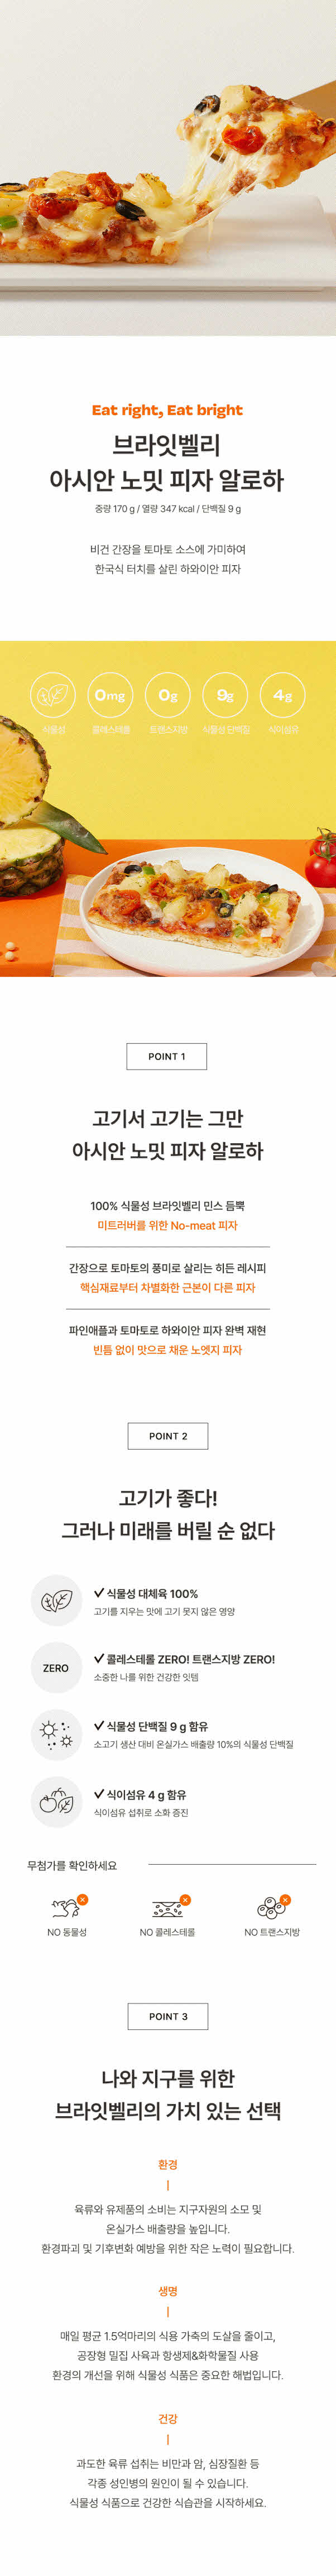 Eat right, Eat bright
브라잇벨리
아시안 노밋 피자 알로하
중량 170 g / 열량 347 kcal / 단백질 9 g
비건 간장을 토마토 소스에 가미하여
한국식 터치를 살린 하와이안 피자
0mg 0g 9g 4g
식물성 콜레스테롤 트랜스지방 식물성 단백질 식이섬유
POINT 1
고기서 고기는 그만
아시안 노밋 피자 알로하
100% 식물성 브라잇벨리 민스 듬뿍
미트러버를 위한 No-meat 피자
간장으로 토마토의 풍미로 살리는 히든 레시피
핵심재료부터 차별화한 근본이 다른 피자
파인애플과 토마토로 하와이안 피자 완벽 재현
빈틈 없이 맛으로 채운 노엣지 피자
POINT 2
고기가 좋다!
그러나 미래를 버릴 순 없다
식물성 대체육 100%
고기를 지우는 맛에 고기 못지 않은 영양
ZERO
콜레스테롤 ZERO! 트랜스지방 ZERO!
소중한 나를 위한 건강한 잇템
식물성 단백질 9 g 함유
소고기 생산 대비 온실가스 배출량 10%의 식물성 단백질
식이섬유 4 g 함유
식이섬유 섭취로 소화 증진
무첨가를 확인하세요
NO 동물성 NO 콜레스테롤 NO 트랜스지방
POINT 3
나와 지구를 위한
브라잇벨리의 가치 있는 선택
환경
육류와 유제품의 소비는 지구자원의 소모 및
온실가스 배출량을 높입니다.
환경파괴 및 기후변화 예방을 위한 작은 노력이 필요합니다.
생명
매일 평균 1.5억마리의 식용 가축의 도살을 줄이고,
공장형 밀집 사육과 항생제&화학물질 사용
환경의 개선을 위해 식물성 식품은 중요한 해법입니다.
건강
과도한 육류 섭취는 비만과 암, 심장질환 등
각종 성인병의 원인이 될 수 있습니다.
식물성 식품으로 건강한 식습관을 시작하세요.